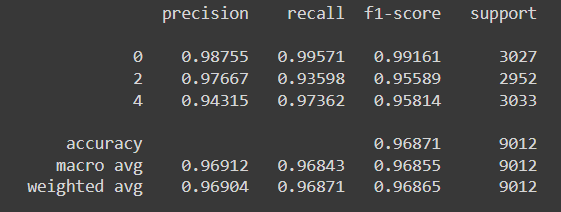 precision recall f1-score support
0 0.98755 0.99571 0.99161 3027
2 0.97667 0.93598 0.95589 2952
4 0.94315 0.97362 0.95814 3033
accuracy 0.96871 9012
macro avg 0.96912 0.96843 0.96855 9012
weighted avg 0.96904 0.96871 0.96865 9012